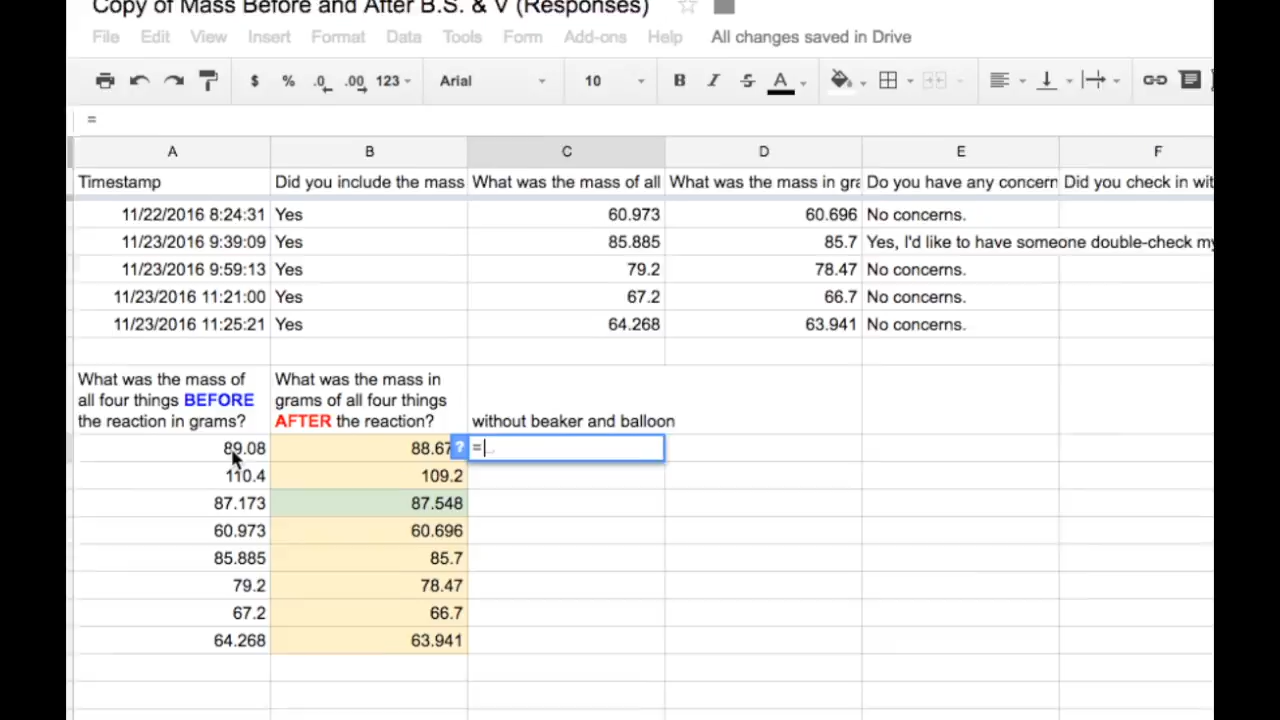 Copy of Mass Before and After B.S. & V (Responses)
File Edit View Insert Format Data Tools Form Add-ons Help All changes saved in Drive
$ % .0 .00 123 Arial 10 B I S A
=
A B C D E F
Timestamp Did you include the mass What was the mass of all What was the mass in gra Do you have any concern Did you check in wit
11/22/2016 8:24:31 Yes 60.973 60.696 No concerns.
11/23/2016 9:39:09 Yes 85.885 85.7 Yes, I'd like to have someone double-check my
11/23/2016 9:59:13 Yes 79.2 78.47 No concerns.
11/23/2016 11:21:00 Yes 67.2 66.7 No concerns.
11/23/2016 11:25:21 Yes 64.268 63.941 No concerns.
What was the mass of What was the mass in
all four things BEFORE grams of all four things
the reaction in grams? AFTER the reaction? without beaker and balloon
89.08 88.67 ? =
110.4 109.2
87.173 87.548
60.973 60.696
85.885 85.7
79.2 78.47
67.2 66.7
64.268 63.941